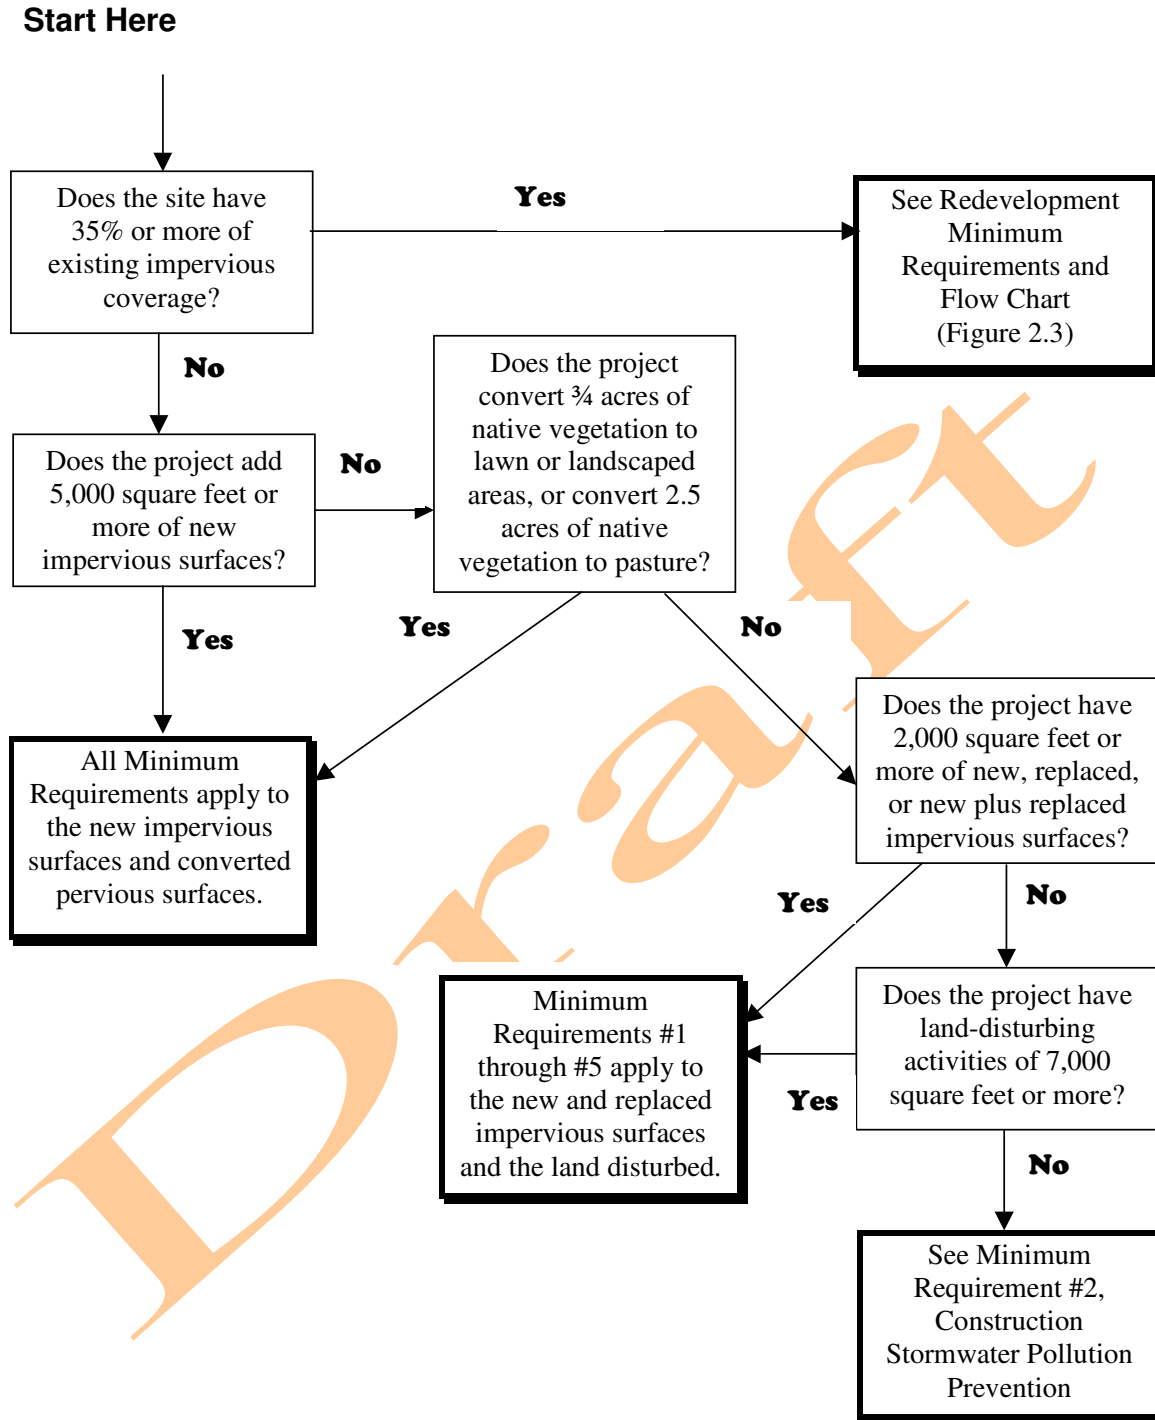 Start Here
Does the site have
35% or more of
existing impervious
coverage?
Yes
See Redevelopment
Minimum
Requirements and
Flow Chart
(Figure 2.3)
No
Does the project add
5,000 square feet or
more of new
impervious surfaces?
No
Does the project
convert ¾ acres of
native vegetation to
lawn or landscaped
areas, or convert 2.5
acres of native
vegetation to pasture?
Yes
Yes
No
All Minimum
Requirements apply to
the new impervious
surfaces and converted
pervious surfaces.
Does the project have
2,000 square feet or
more of new, replaced,
or new plus replaced
impervious surfaces?
Yes
No
Minimum
Requirements #1
through #5 apply to
the new and replaced
impervious surfaces
and the land disturbed.
Does the project have
land-disturbing
activities of 7,000
square feet or more?
Yes
No
See Minimum
Requirement #2,
Construction
Stormwater Pollution
Prevention
Draft